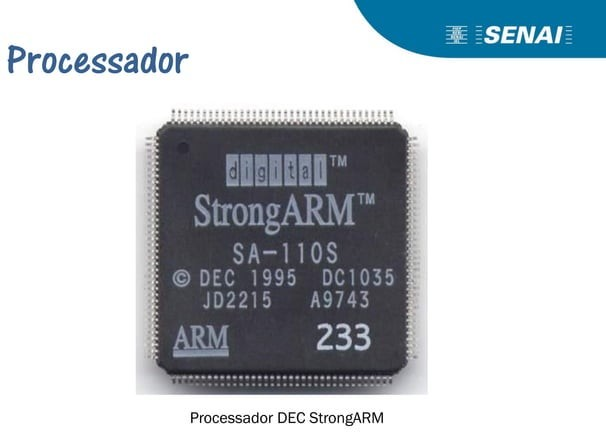 SENAI
Processador
digital™
StrongARM™
SA-110S
© DEC 1995 DC1035
JD2215 A9743
ARM 233
Processador DEC StrongARM